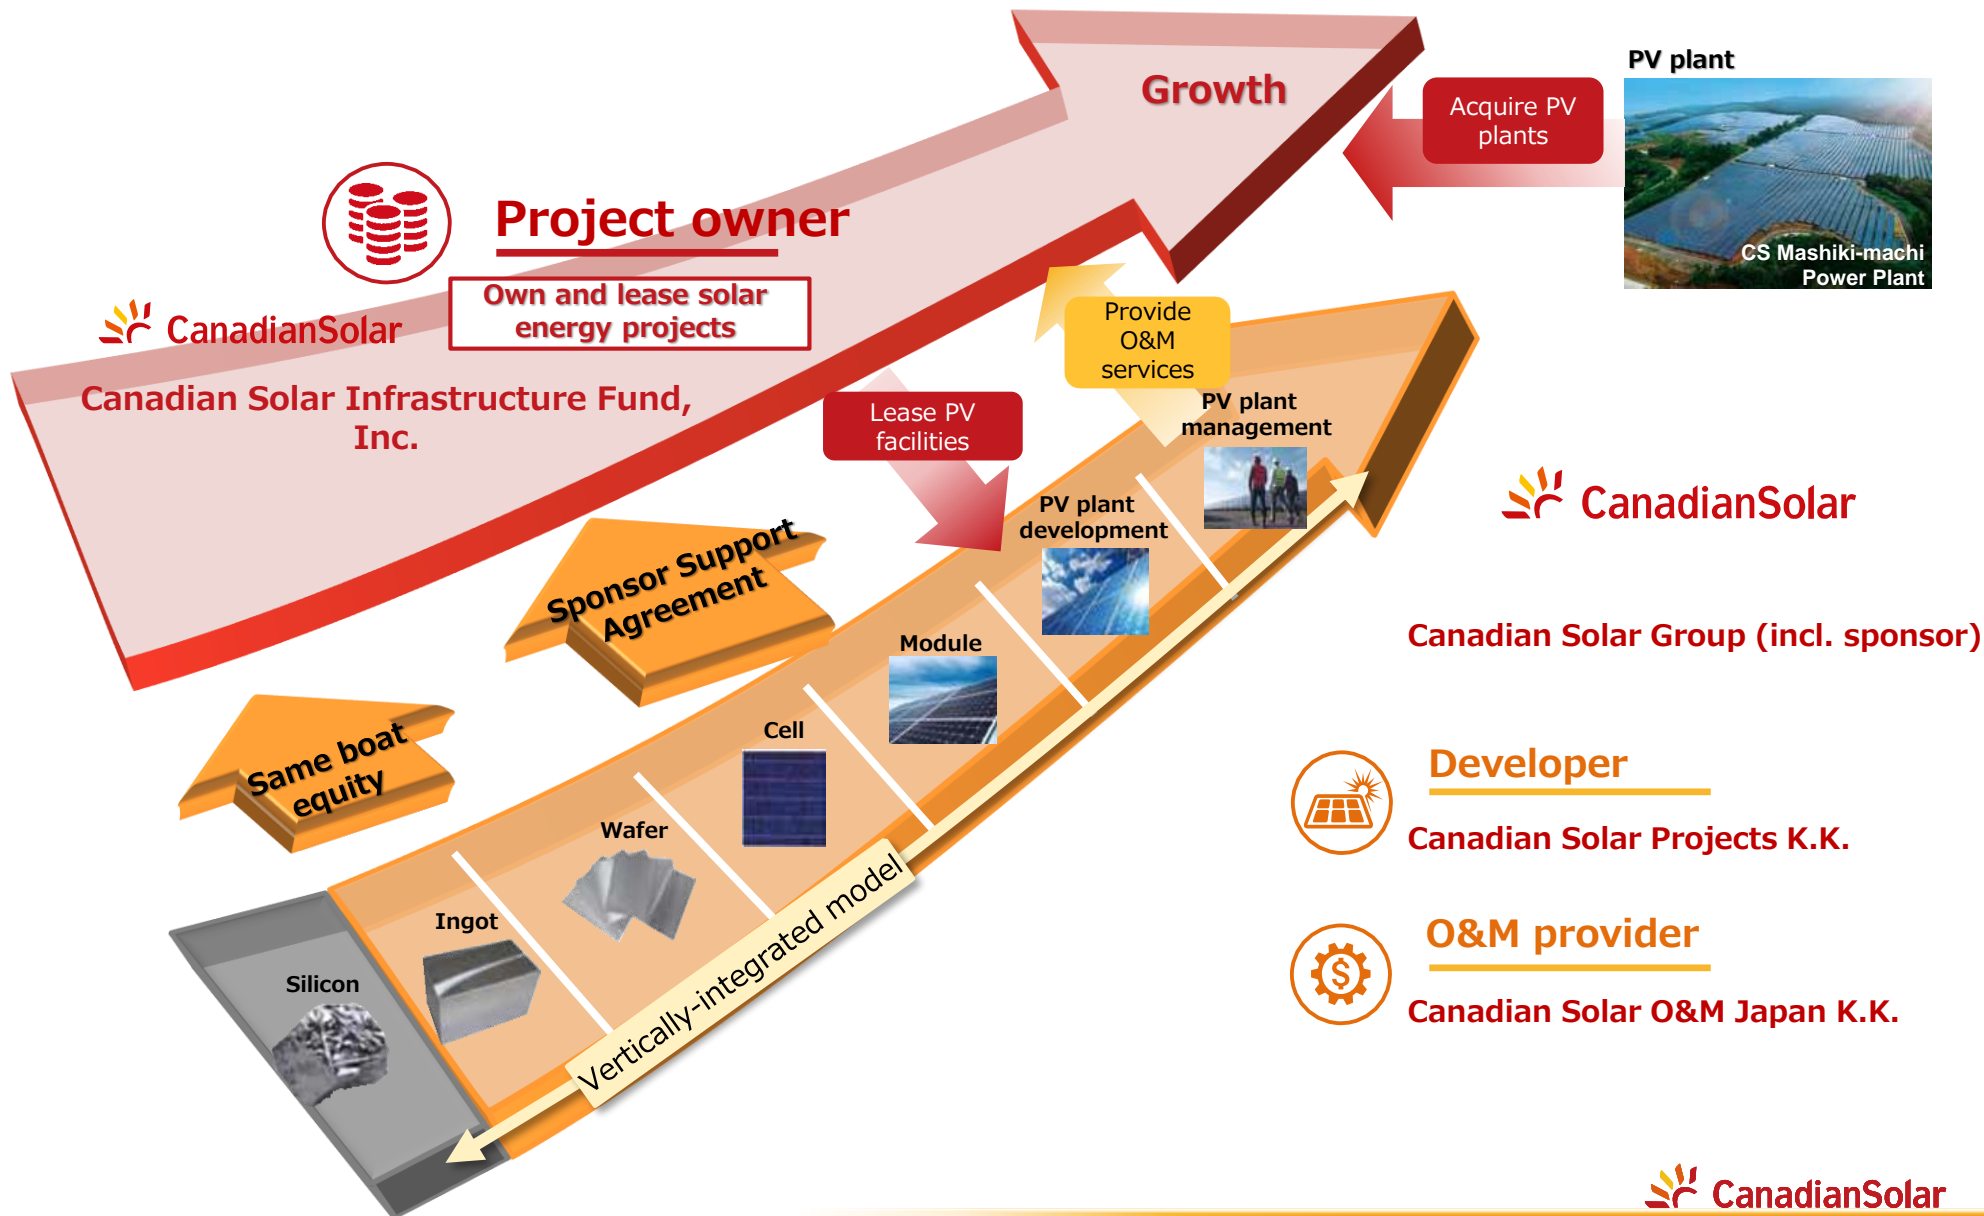 Growth
PV plant
Acquire PV
plants
CS Mashiki-machi
Power Plant
Project owner
Own and lease solar
energy projects
CanadianSolar
Canadian Solar Infrastructure Fund,
Inc.
Provide
O&M
services
Lease PV
facilities
PV plant
management
PV plant
development
Sponsor Support
Agreement
Module
Same boat
equity
Cell
Wafer
Ingot
Silicon
Vertically-integrated model
CanadianSolar
Canadian Solar Group (incl. sponsor)
Developer
Canadian Solar Projects K.K.
O&M provider
$
Canadian Solar O&M Japan K.K.
CanadianSolar